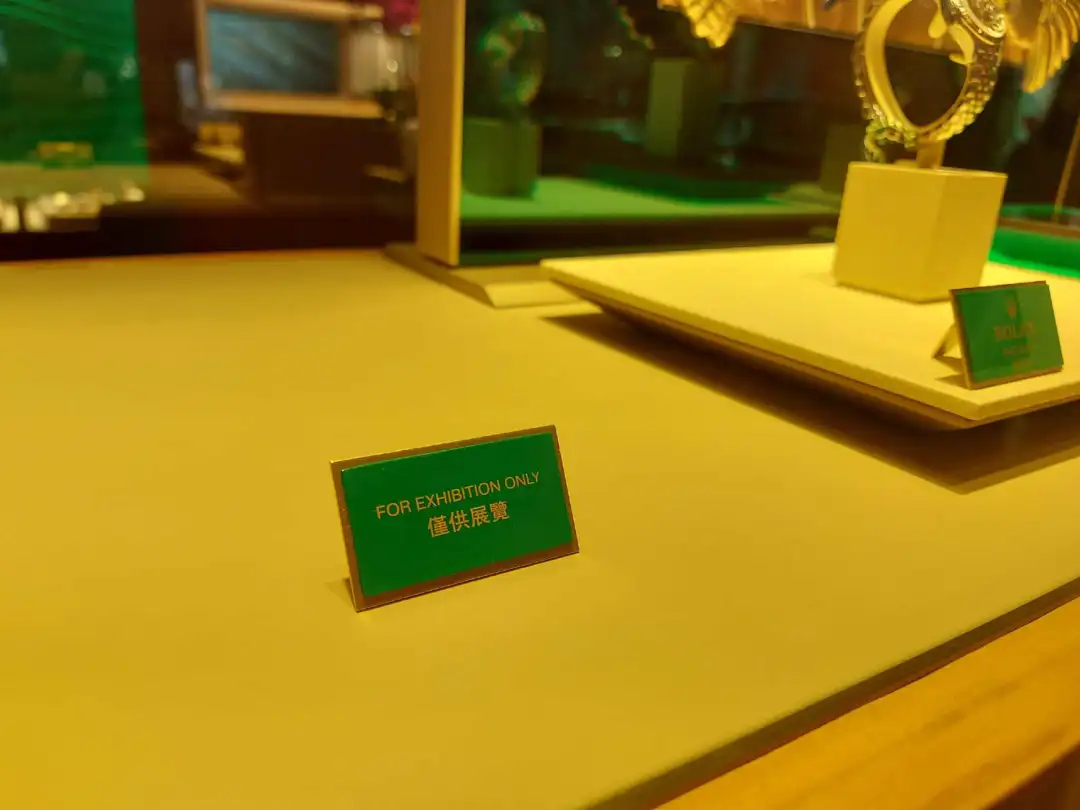 FOR EXHIBITION ONLY
僅供展覽
ROLEX